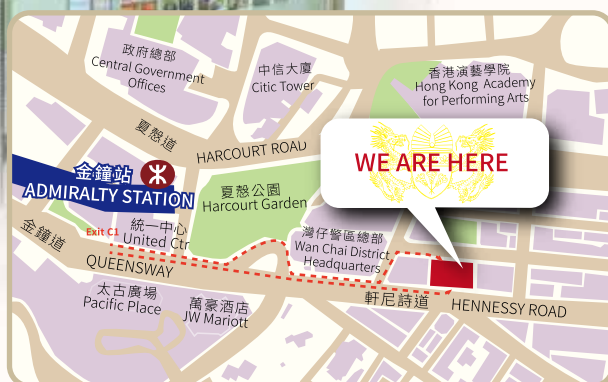 政府總部
Central Government
Offices
中信大廈
Citic Tower
香港演藝學院
Hong Kong Academy
for Performing Arts
夏慤道
HARCOURT ROAD
WE ARE HERE
金鐘站
ADMIRALTY STATION
夏慤公園
Harcourt Garden
金鐘道
Exit C1
統一中心
United Ctr
灣仔警區總部
Wan Chai District
Headquarters
QUEENSWAY
太古廣場
Pacific Place
萬豪酒店
JW Mariott
軒尼詩道
HENNESSY ROAD